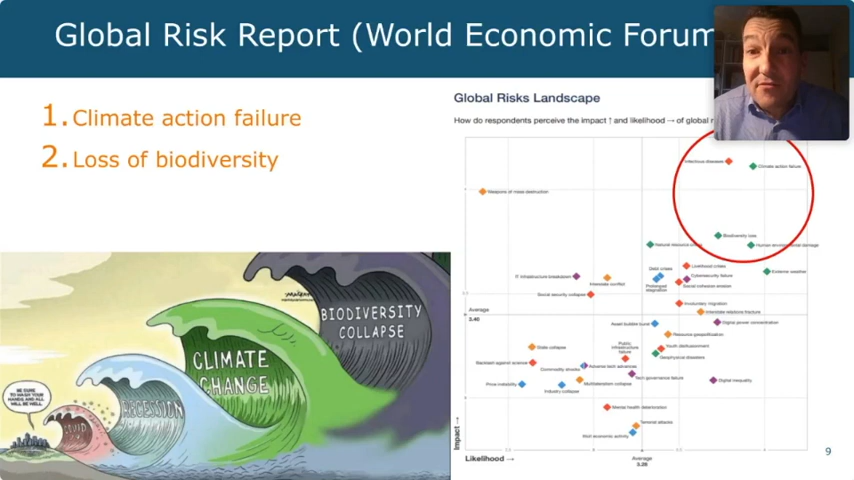 Global Risk Report (World Economic Forum
1. Climate action failure
2. Loss of biodiversity
Global Risks Landscape
How do respondents perceive the impact ↑ and likelihood → of global
Infectious diseases
Climate action failure
Weapons of mass destruction
Biodiversity loss
Natural resource crises
Human environmental damage
Extreme weather
IT infrastructure breakdown
Interstate conflict
Debt crises
Livelihood crises
Cybersecurity failure
Prolonged stagnation
Social cohesion erosion
Social security collapse
Involuntary migration
Interstate relations fracture
Average
3.40
Asset bubble burst
Digital power concentration
Resource geopolitization
State collapse
Public infrastructure failure
Youth disillusionment
Geophysical disasters
Backlash against science
Commodity shocks
Adverse tech advances
Tech governance failure
Price instability
Industry collapse
Multilateralism collapse
Digital inequality
Mental health deterioration
Terrorist attacks
Illicit economic activity
Impact →
Likelihood →
Average
3.28
BE SURE
TO WASH YOUR
HANDS AND ALL
WILL BE WELL.
COVID
RECESSION
CLIMATE
CHANGE
BIODIVERSITY
COLLAPSE
9